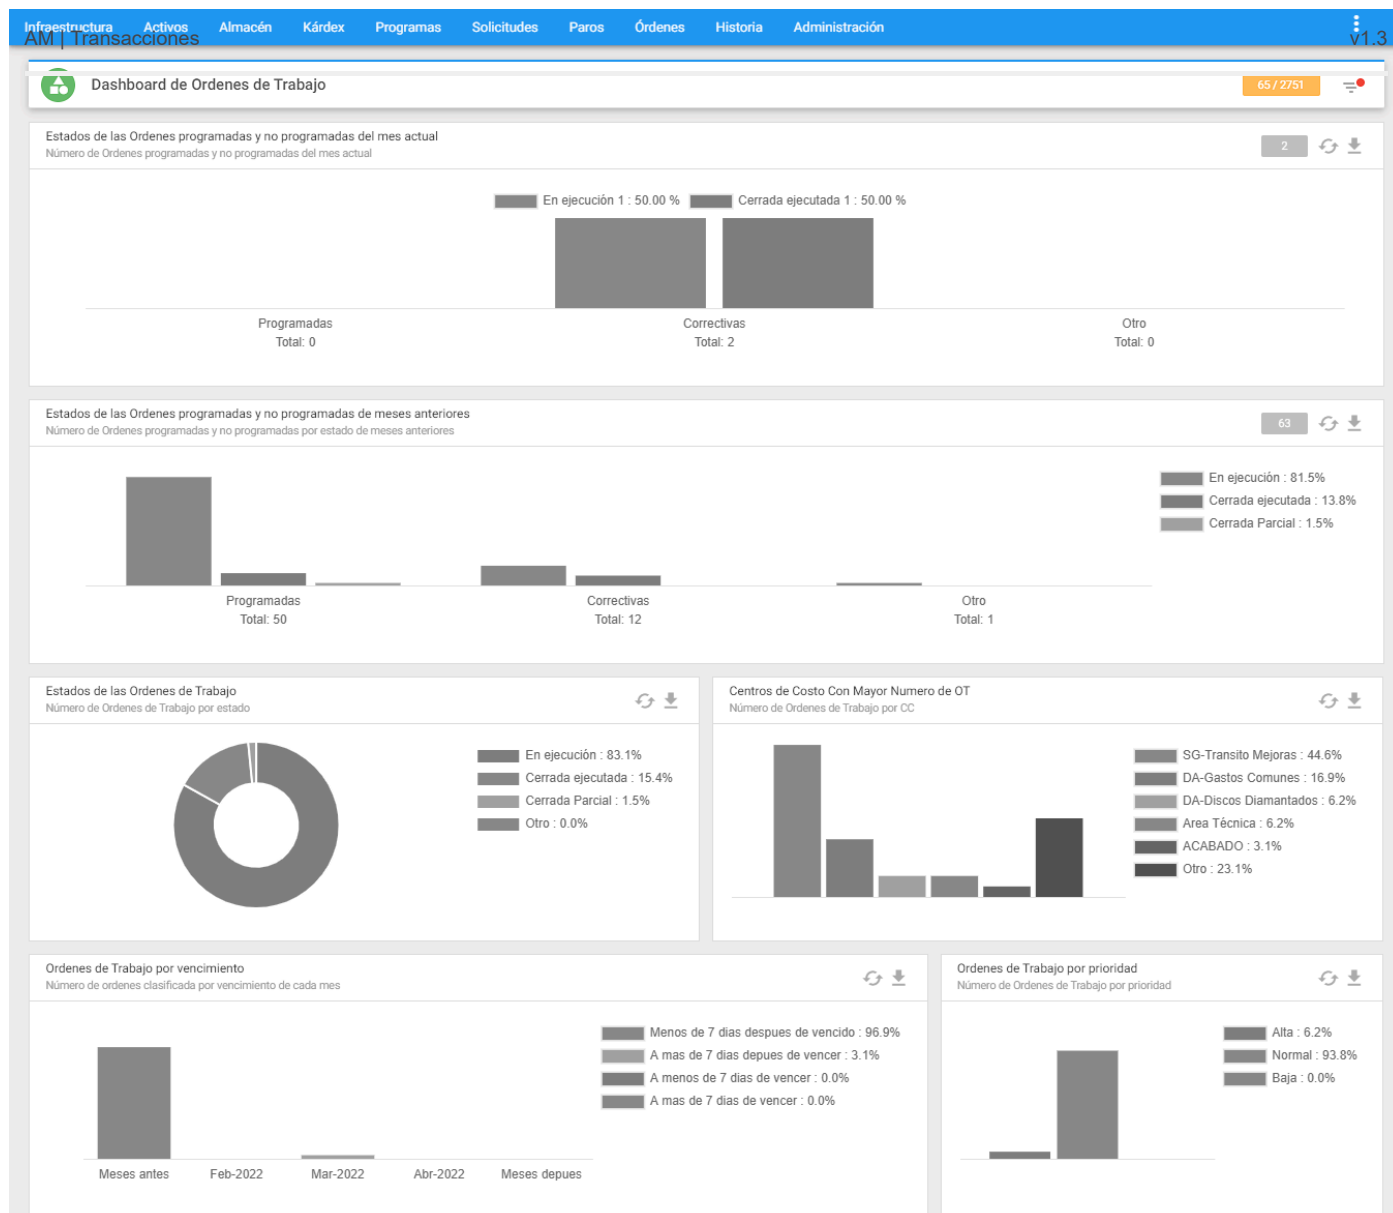 Infraestructura Activos Almacén Kárdex Programas Solicitudes Paros Órdenes Historia Administración
AM | Transacciones v1.3
Dashboard de Ordenes de Trabajo 65 / 2751
Estados de las Ordenes programadas y no programadas del mes actual
Número de Ordenes programadas y no programadas del mes actual
2
En ejecución 1 : 50.00 % Cerrada ejecutada 1 : 50.00 %
Programadas Correctivas Otro
Total: 0 Total: 2 Total: 0
Estados de las Ordenes programadas y no programadas de meses anteriores
Número de Ordenes programadas y no programadas por estado de meses anteriores
63
En ejecución : 81.5%
Cerrada ejecutada : 13.8%
Cerrada Parcial : 1.5%
Programadas Correctivas Otro
Total: 50 Total: 12 Total: 1
Estados de las Ordenes de Trabajo
Número de Ordenes de Trabajo por estado
En ejecución : 83.1%
Cerrada ejecutada : 15.4%
Cerrada Parcial : 1.5%
Otro : 0.0%
Centros de Costo Con Mayor Numero de OT
Número de Ordenes de Trabajo por CC
SG-Transito Mejoras : 44.6%
DA-Gastos Comunes : 16.9%
DA-Discos Diamantados : 6.2%
Area Técnica : 6.2%
ACABADO : 3.1%
Otro : 23.1%
Ordenes de Trabajo por vencimiento
Número de ordenes clasificada por vencimiento de cada mes
Menos de 7 dias despues de vencido : 96.9%
A mas de 7 dias depues de vencer : 3.1%
A menos de 7 dias de vencer : 0.0%
A mas de 7 dias de vencer : 0.0%
Meses antes Feb-2022 Mar-2022 Abr-2022 Meses depues
Ordenes de Trabajo por prioridad
Número de Ordenes de Trabajo por prioridad
Alta : 6.2%
Normal : 93.8%
Baja : 0.0%